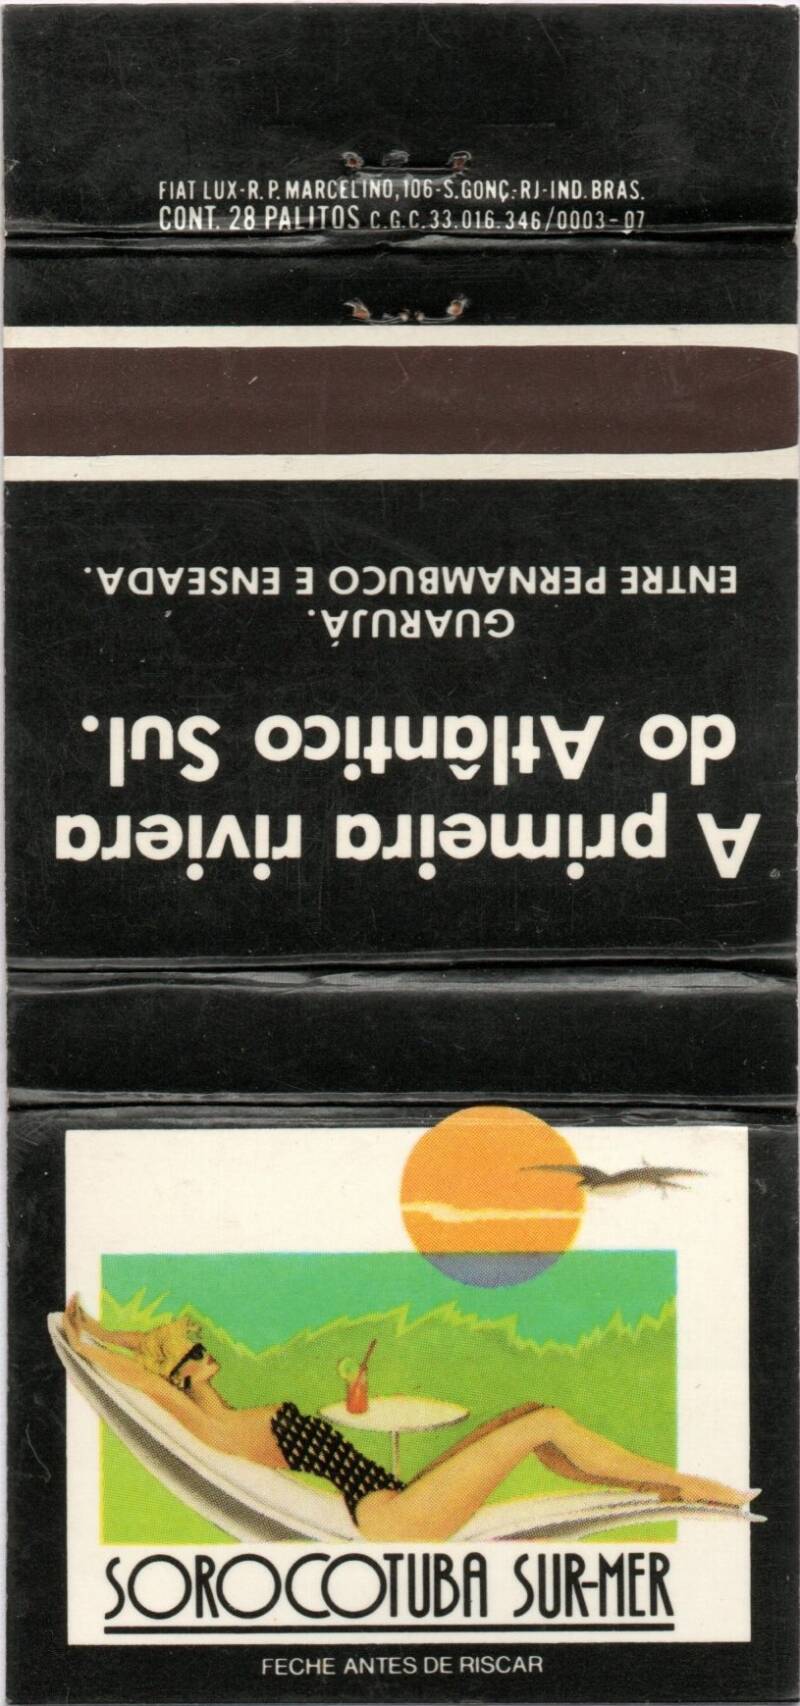 FIAT LUX-R.P. MARCELINO, 106-S.GONÇ.-RJ-IND. BRAS.
CONT. 28 PALITOS C.G.C. 33.016.346/0003-07
A primeira riviera
do Atlântico Sul.
GUARUJÁ.
ENTRE PERNAMBUCO E ENSEADA.
SOROCOTUBA SUR-MER
FECHE ANTES DE RISCAR